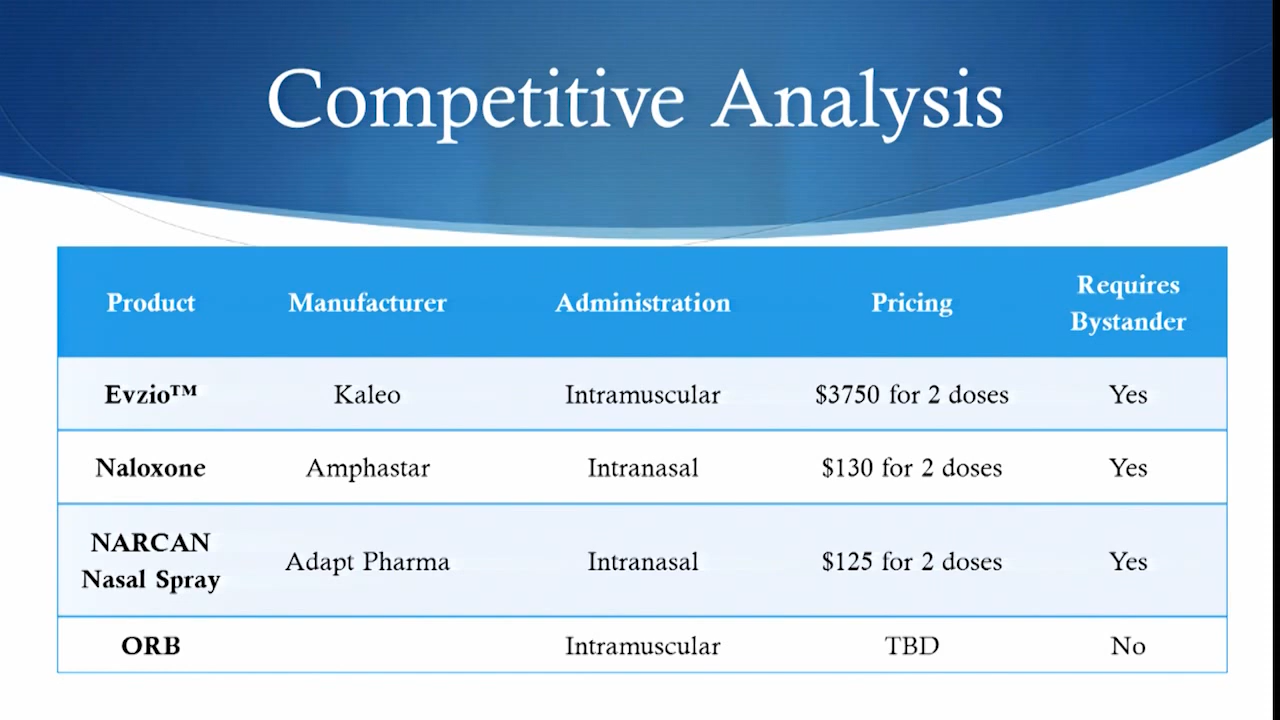 Competitive Analysis
Product Manufacturer Administration Pricing Requires Bystander
Evzio™ Kaleo Intramuscular $3750 for 2 doses Yes
Naloxone Amphastar Intranasal $130 for 2 doses Yes
NARCAN Nasal Spray Adapt Pharma Intranasal $125 for 2 doses Yes
ORB Intramuscular TBD No